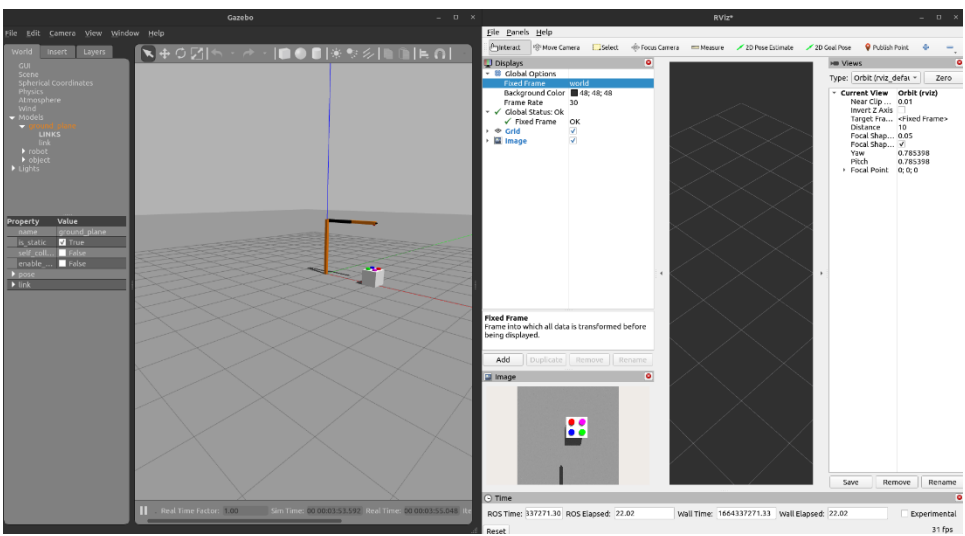 Gazebo
File Edit Camera View Window Help
World Insert Layers
GUI
Scene
Spherical Coordinates
Physics
Atmosphere
Wind
Models
ground_plane
LINKS
link
robot
object
Lights
Property Value
name ground_plane
is_static True
self_coll... False
enable_... False
pose
link
Real Time Factor: 1.00 Sim Time: 00 00:03:53.592 Real Time: 00 00:03:55.048
RViz*
File Panels Help
Interact Move Camera Select Focus Camera Measure 2D Pose Estimate 2D Goal Pose Publish Point
Displays
Global Options
Fixed Frame world
Background Color 48; 48; 48
Frame Rate 30
Global Status: Ok
Fixed Frame OK
Grid
Image
Fixed Frame
Frame into which all data is transformed before
being displayed.
Add Duplicate Remove Rename
Image
Views
Type: Orbit (rviz_defau Zero
Current View Orbit (rviz)
Near Clip ... 0.01
Invert Z Axis
Target Fra... <Fixed Frame>
Distance 10
Focal Shap... 0.05
Focal Shap...
Yaw 0.785398
Pitch 0.785398
Focal Point 0; 0; 0
Save Remove Rename
Time
ROS Time: 337271.30 ROS Elapsed: 22.02 Wall Time: 1664337271.33 Wall Elapsed: 22.02 Experimental
Reset 31 fps